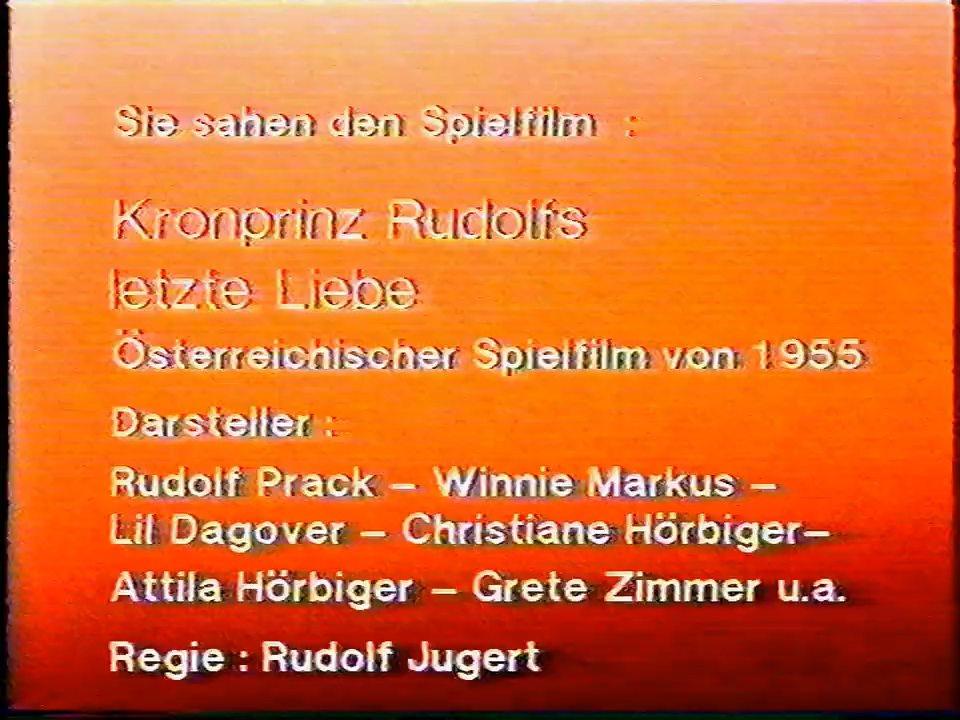 Sie sahen den Spielfilm :
Kronprinz Rudolfs
letzte Liebe
Österreichischer Spielfilm von 1955
Darsteller :
Rudolf Prack – Winnie Markus –
Lil Dagover – Christiane Hörbiger–
Attila Hörbiger – Grete Zimmer u.a.
Regie : Rudolf Jugert